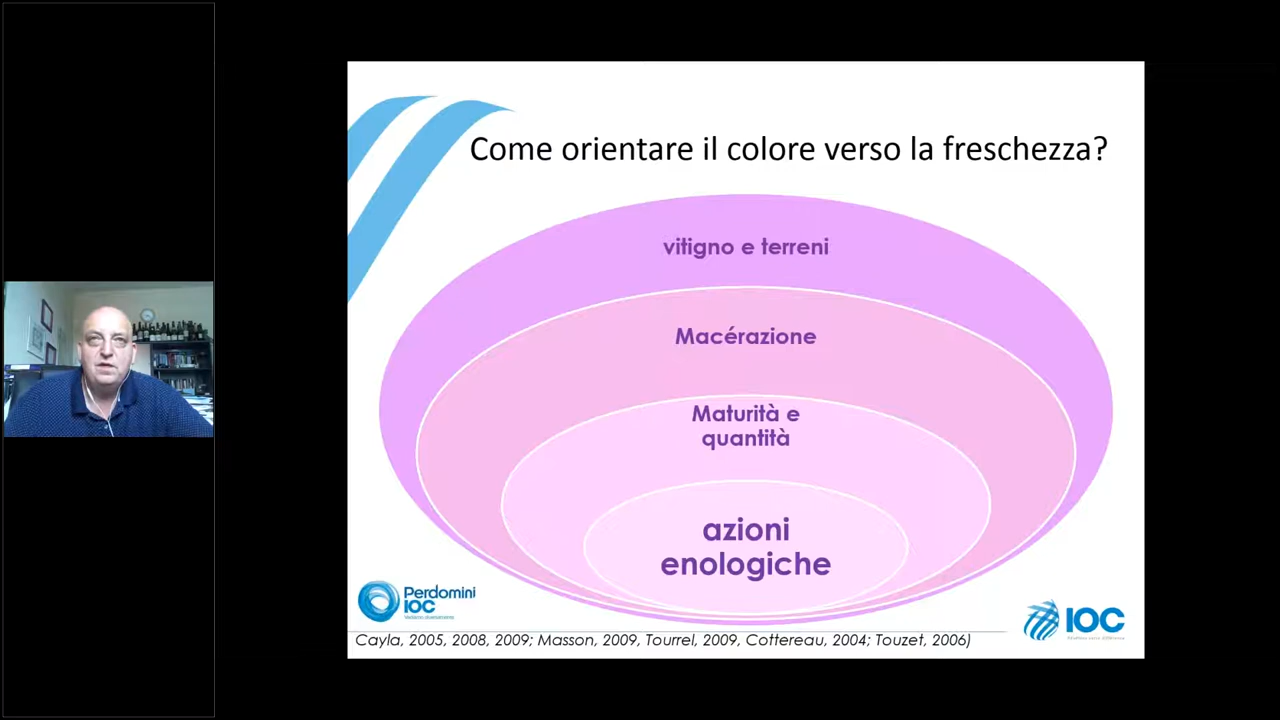 Come orientare il colore verso la freschezza?
vitigno e terreni
Macérazione
Maturità e
quantità
azioni
enologiche
Perdomini
IOC
IOC
Cayla, 2005, 2008, 2009; Masson, 2009, Tourrel, 2009, Cottereau, 2004; Touzet, 2006)